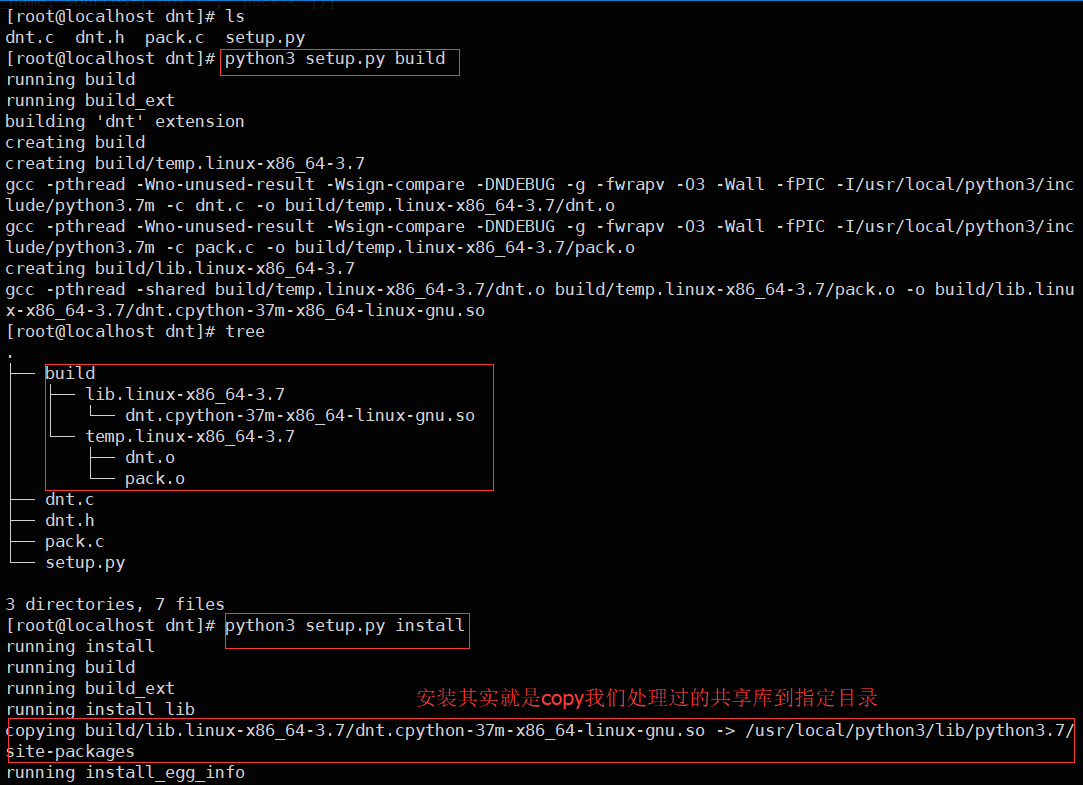 name, sources=['dnt.c', 'pack.c'])]
[root@localhost dnt]# ls
dnt.c  dnt.h  pack.c  setup.py
[root@localhost dnt]# python3 setup.py build
running build
running build_ext
building 'dnt' extension
creating build
creating build/temp.linux-x86_64-3.7
gcc -pthread -Wno-unused-result -Wsign-compare -DNDEBUG -g -fwrapv -O3 -Wall -fPIC -I/usr/local/python3/inc
lude/python3.7m -c dnt.c -o build/temp.linux-x86_64-3.7/dnt.o
gcc -pthread -Wno-unused-result -Wsign-compare -DNDEBUG -g -fwrapv -O3 -Wall -fPIC -I/usr/local/python3/inc
lude/python3.7m -c pack.c -o build/temp.linux-x86_64-3.7/pack.o
creating build/lib.linux-x86_64-3.7
gcc -pthread -shared build/temp.linux-x86_64-3.7/dnt.o build/temp.linux-x86_64-3.7/pack.o -o build/lib.linu
x-x86_64-3.7/dnt.cpython-37m-x86_64-linux-gnu.so
[root@localhost dnt]# tree
.
├── build
│   ├── lib.linux-x86_64-3.7
│   │   └── dnt.cpython-37m-x86_64-linux-gnu.so
│   └── temp.linux-x86_64-3.7
│       ├── dnt.o
│       └── pack.o
├── dnt.c
├── dnt.h
├── pack.c
└── setup.py
3 directories, 7 files
[root@localhost dnt]# python3 setup.py install
running install
running build
running build_ext
安装其实就是copy我们处理过的共享库到指定目录
running install_lib
copying build/lib.linux-x86_64-3.7/dnt.cpython-37m-x86_64-linux-gnu.so -> /usr/local/python3/lib/python3.7/
site-packages
running install_egg_info